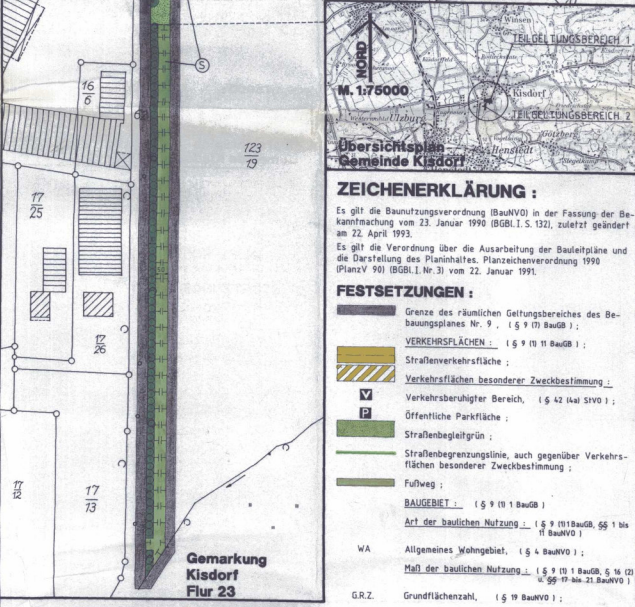 16
6
S
123
19
17
25
17
26
17
12
17
13
Gemarkung
Kisdorf
Flur 23
NORD
M. 1:75000
Winsen
TEILGELTUNGSBEREICH 1
Kisdorf
TEILGELTUNGSBEREICH 2
Ulzburg
Götzberg
Henstedt
Übersichtsplan
Gemeinde Kisdorf
ZEICHENERKLÄRUNG :
Es gilt die Baunutzungsverordnung (BauNVO) in der Fassung der Be-
kanntmachung vom 23. Januar 1990 (BGBl. I. S. 132), zuletzt geändert
am 22. April 1993.
Es gilt die Verordnung über die Ausarbeitung der Bauleitpläne und
die Darstellung des Planinhaltes. Planzeichenverordnung 1990
(PlanzV 90) (BGBl. I. Nr. 3) vom 22. Januar 1991.
FESTSETZUNGEN :
Grenze des räumlichen Geltungsbereiches des Be-
bauungsplanes Nr. 9 , ( § 9 (7) BauGB ) ;
VERKEHRSFLÄCHEN : ( § 9 (1) 11 BauGB ) ;
Straßenverkehrsfläche ;
Verkehrsflächen besonderer Zweckbestimmung :
V Verkehrsberuhigter Bereich, ( § 42 (4a) StVO ) ;
P Öffentliche Parkfläche ;
Straßenbegleitgrün ;
Straßenbegrenzungslinie, auch gegenüber Verkehrs-
flächen besonderer Zweckbestimmung ;
Fußweg ;
BAUGEBIET : ( § 9 (1) 1 BauGB )
Art der baulichen Nutzung : ( § 9 (1) 1 BauGB, §§ 1 bis
11 BauNVO )
WA Allgemeines Wohngebiet, ( § 4 BauNVO ) ;
Maß der baulichen Nutzung : ( § 9 (1) 1 BauGB, § 16 (2)
u. §§ 17 bis 21 BauNVO )
G.R.Z. Grundflächenzahl, ( § 19 BauNVO ) ;